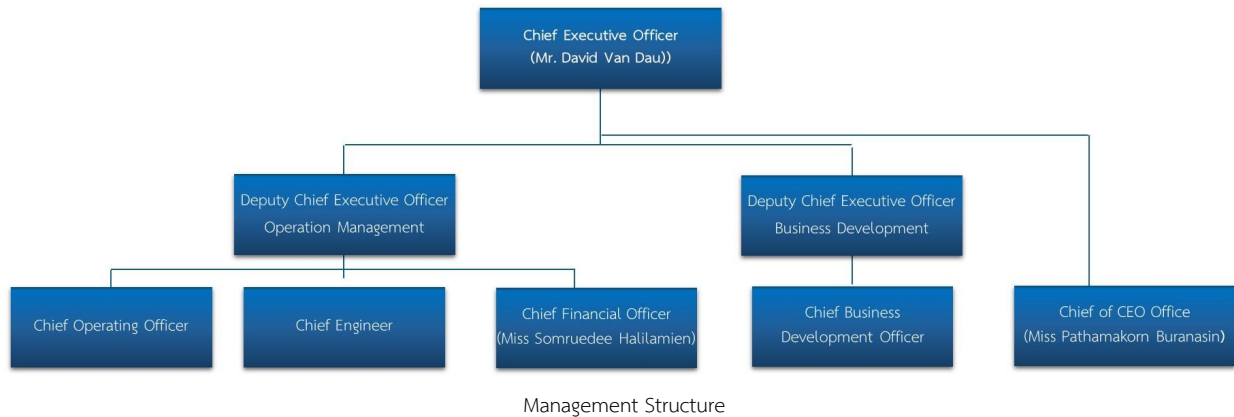 Chief Executive Officer
(Mr. David Van Dau))
Deputy Chief Executive Officer
Operation Management
Deputy Chief Executive Officer
Business Development
Chief Operating Officer
Chief Engineer
Chief Financial Officer
(Miss Somruedee Halilamien)
Chief Business
Development Officer
Chief of CEO Office
(Miss Pathamakorn Buranasin)
Management Structure